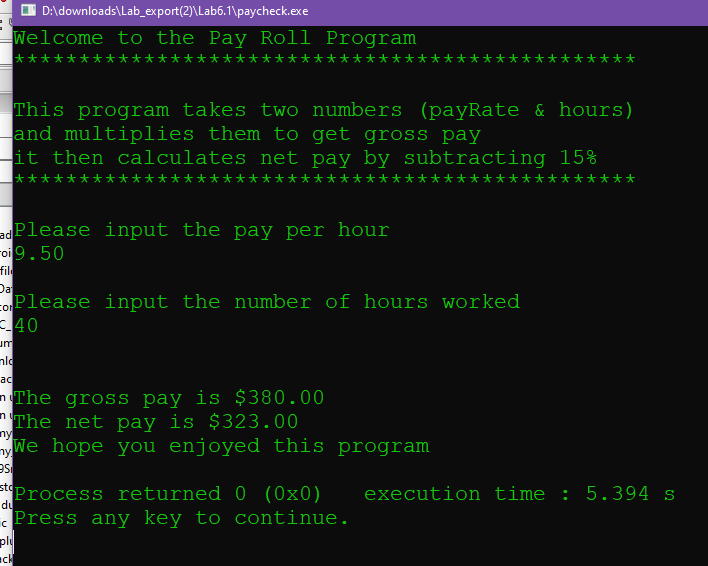 D:\downloads\Lab_export(2)\Lab6.1\paycheck.exe
Welcome to the Pay Roll Program
************************************************
This program takes two numbers (payRate & hours)
and multiplies them to get gross pay
it then calculates net pay by subtracting 15%
************************************************
Please input the pay per hour
9.50
Please input the number of hours worked
40
The gross pay is $380.00
The net pay is $323.00
We hope you enjoyed this program
Process returned 0 (0x0)   execution time : 5.394 s
Press any key to continue.